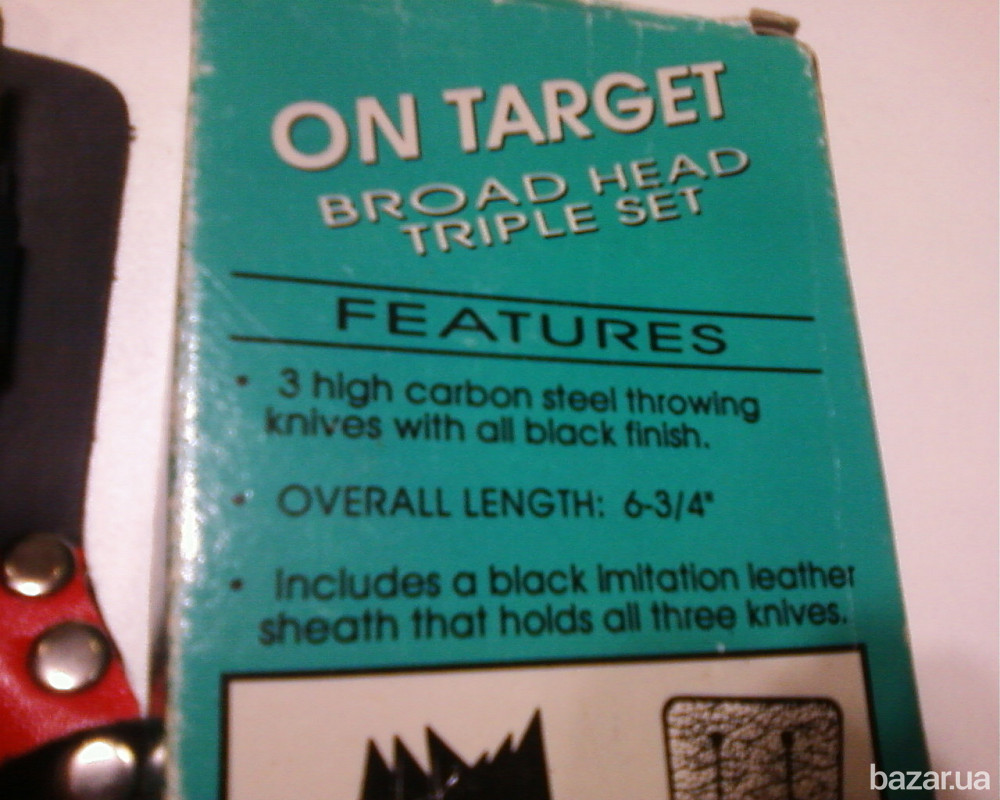 ON TARGET
BROAD HEAD
TRIPLE SET
FEATURES
• 3 high carbon steel throwing
knives with all black finish.
• OVERALL LENGTH: 6-3/4"
• Includes a black imitation leather
sheath that holds all three knives.
bazar.ua